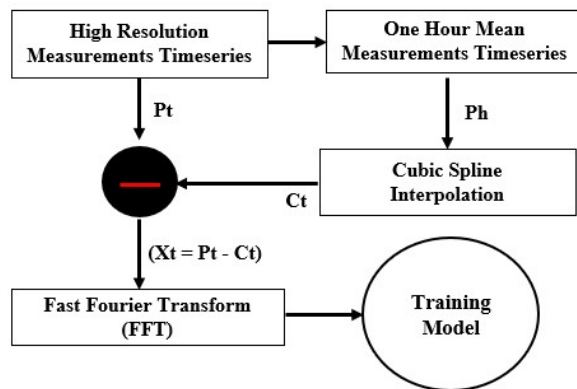 High Resolution
Measurements Timeseries
One Hour Mean
Measurements Timeseries
Pt
Ph
Cubic Spline
Interpolation
Ct
(Xt = Pt - Ct)
Fast Fourier Transform
(FFT)
Training
Model